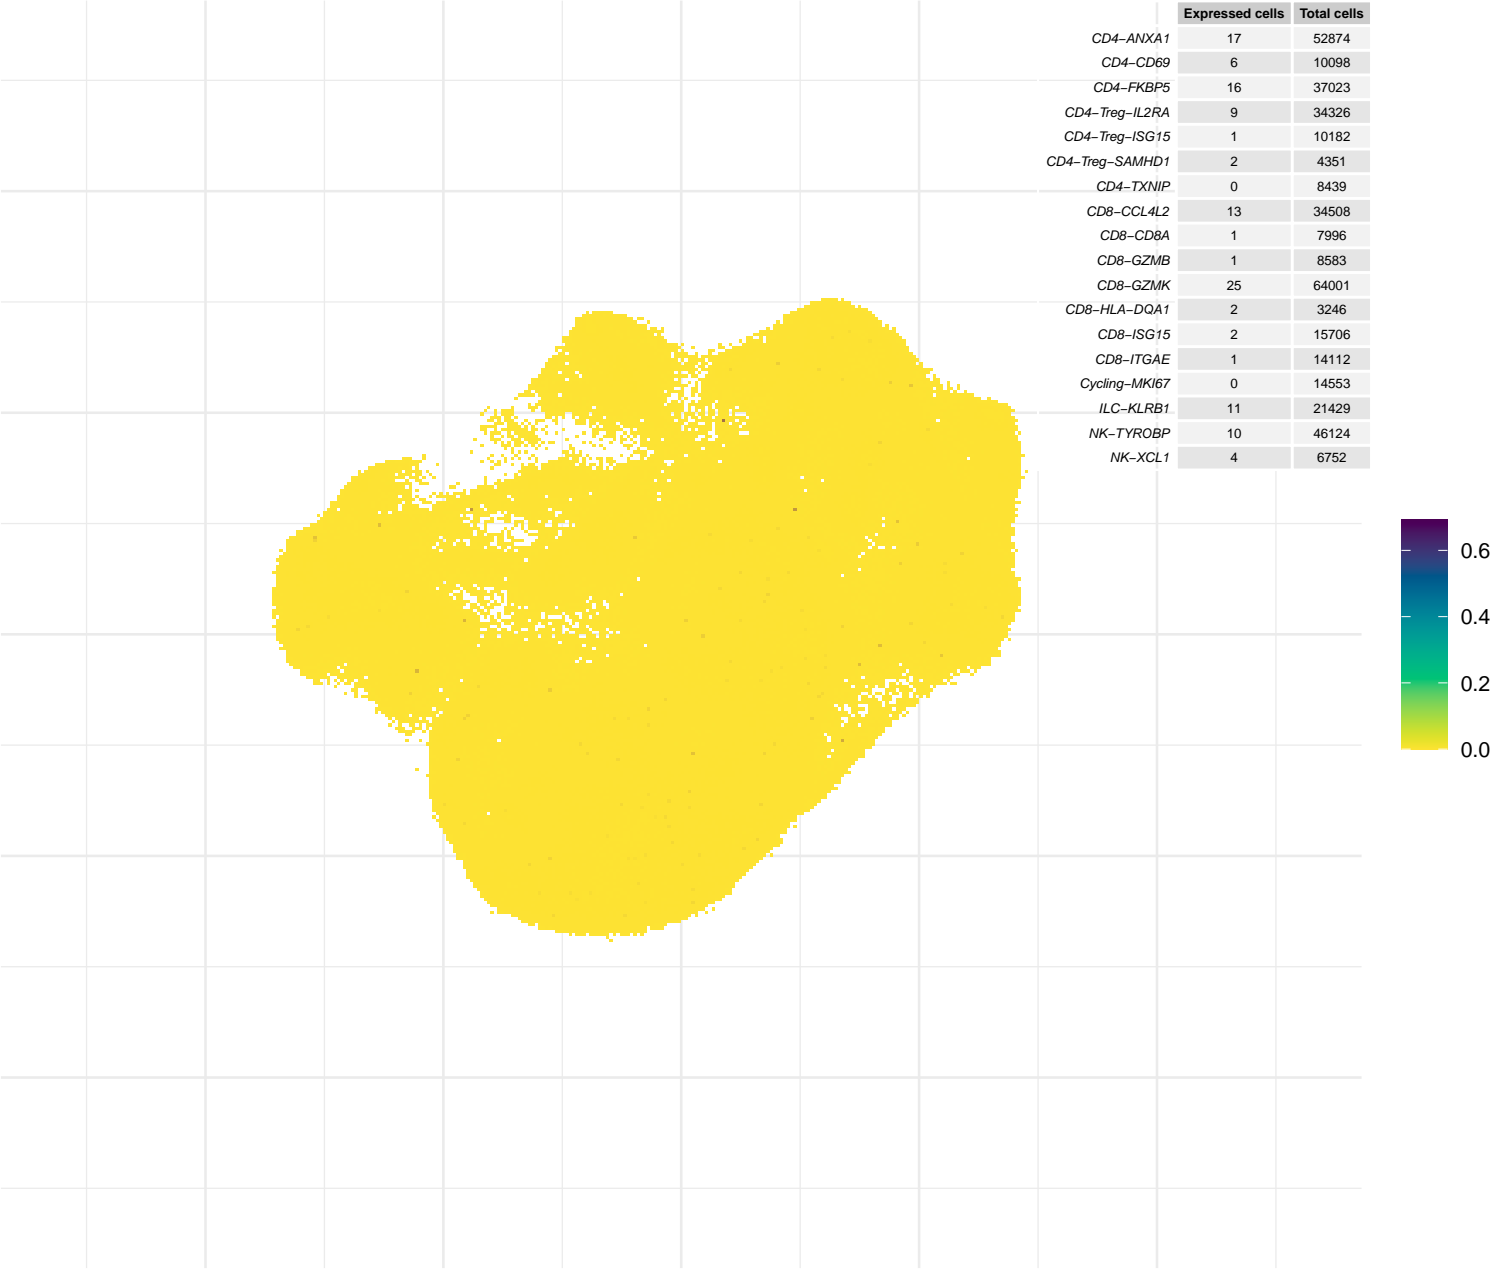 Expressed cells Total cells
CD4−ANXA1 17 52874
CD4−CD69 6 10098
CD4−FKBP5 16 37023
CD4−Treg−IL2RA 9 34326
CD4−Treg−ISG15 1 10182
CD4−Treg−SAMHD1 2 4351
CD4−TXNIP 0 8439
CD8−CCL4L2 13 34508
CD8−CD8A 1 7996
CD8−GZMB 1 8583
CD8−GZMK 25 64001
CD8−HLA−DQA1 2 3246
CD8−ISG15 2 15706
CD8−ITGAE 1 14112
Cycling−MKI67 0 14553
ILC−KLRB1 11 21429
NK−TYROBP 10 46124
NK−XCL1 4 6752
0.6
0.4
0.2
0.0